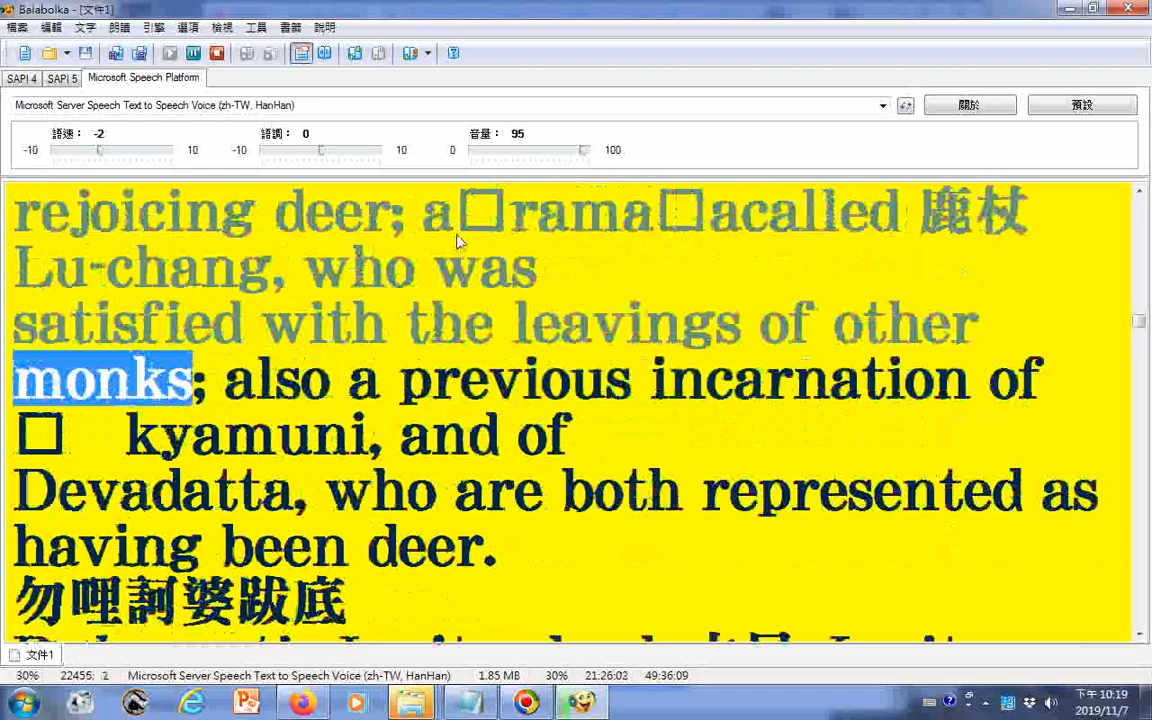 Balabolka - [文件1]
檔案 編輯 文字 朗讀 引擎 選項 檢視 工具 書籤 說明
SAPI 4 SAPI 5 Microsoft Speech Platform
Microsoft Server Speech Text to Speech Voice (zh-TW, HanHan) 關於 預設
語速： -2 語調： 0 音量： 95
-10 10 -10 10 0 100
rejoicing deer; a□rama□acalled 鹿杖
Lu-chang, who was
satisfied with the leavings of other
monks; also a previous incarnation of
□ kyamuni, and of
Devadatta, who are both represented as
having been deer.
勿哩訶婆跋底
文件1
30% 22455: 2 Microsoft Server Speech Text to Speech Voice (zh-TW, HanHan) 1.85 MB 30% 21:26:02 49:36:09
下午 10:19
2019/11/7